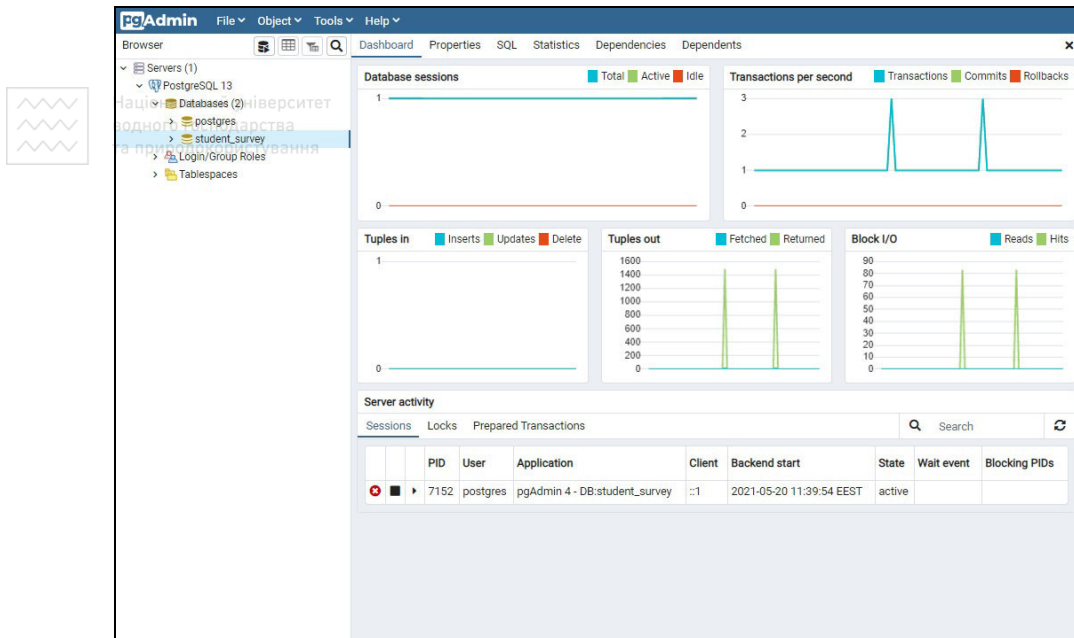 pgAdmin File Object Tools Help
Browser
Dashboard Properties SQL Statistics Dependencies Dependents
Servers (1)
PostgreSQL 13
Databases (2)
postgres
student_survey
Login/Group Roles
Tablespaces
університет
водного господарства
та природокористування
Database sessions Total Active Idle
1
0
Transactions per second Transactions Commits Rollbacks
3
2
1
0
Tuples in Inserts Updates Delete
1
0
Tuples out Fetched Returned
1600
1400
1200
1000
800
600
400
200
0
Block I/O Reads Hits
90
80
70
60
50
40
30
20
10
0
Server activity
Sessions Locks Prepared Transactions Search
PID User Application Client Backend start State Wait event Blocking PIDs
7152 postgres pgAdmin 4 - DB:student_survey ::1 2021-05-20 11:39:54 EEST active